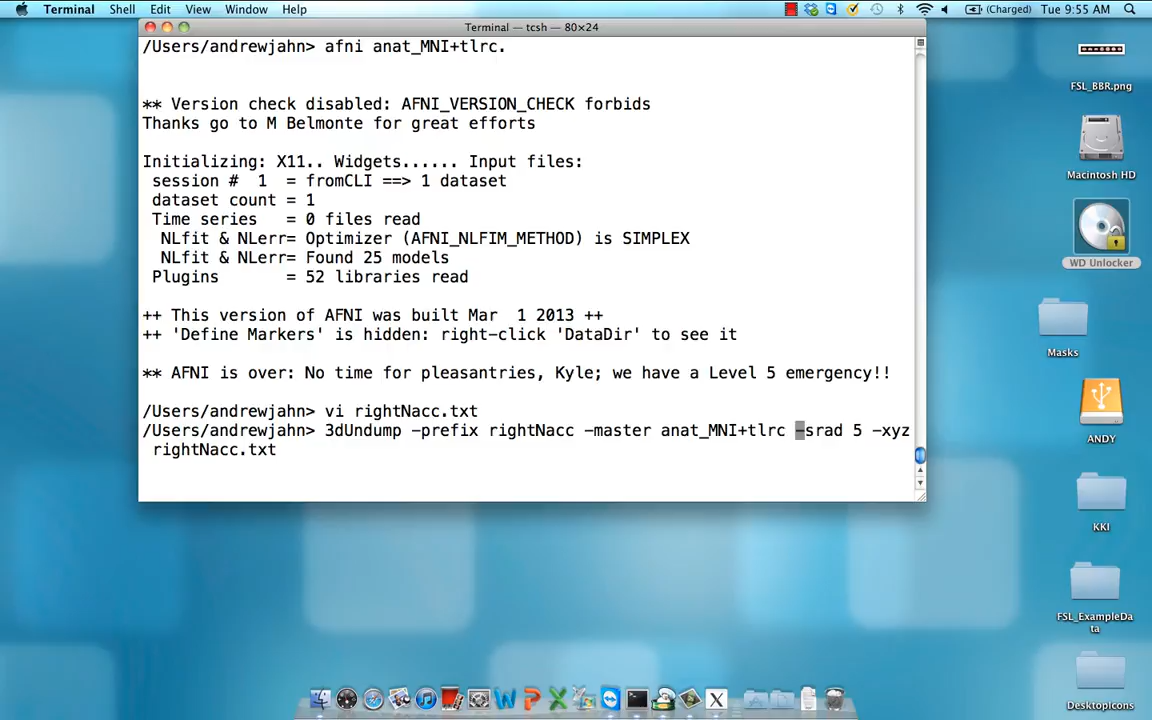 Terminal Shell Edit View Window Help
(Charged) Tue 9:55 AM
Terminal — tcsh — 80×24
/Users/andrewjahn> afni anat_MNI+tlrc.
** Version check disabled: AFNI_VERSION_CHECK forbids
Thanks go to M Belmonte for great efforts
Initializing: X11.. Widgets...... Input files:
session #  1  = fromCLI ==> 1 dataset
dataset count = 1
Time series   = 0 files read
NLfit & NLerr= Optimizer (AFNI_NLFIM_METHOD) is SIMPLEX
NLfit & NLerr= Found 25 models
Plugins       = 52 libraries read
++ This version of AFNI was built Mar  1 2013 ++
++ 'Define Markers' is hidden: right-click 'DataDir' to see it
** AFNI is over: No time for pleasantries, Kyle; we have a Level 5 emergency!!
/Users/andrewjahn> vi rightNacc.txt
/Users/andrewjahn> 3dUndump -prefix rightNacc -master anat_MNI+tlrc -srad 5 -xyz
rightNacc.txt
FSL_BBR.png
Macintosh HD
WD Unlocker
Masks
ANDY
KKI
FSL_ExampleDa
ta
DesktopIcons